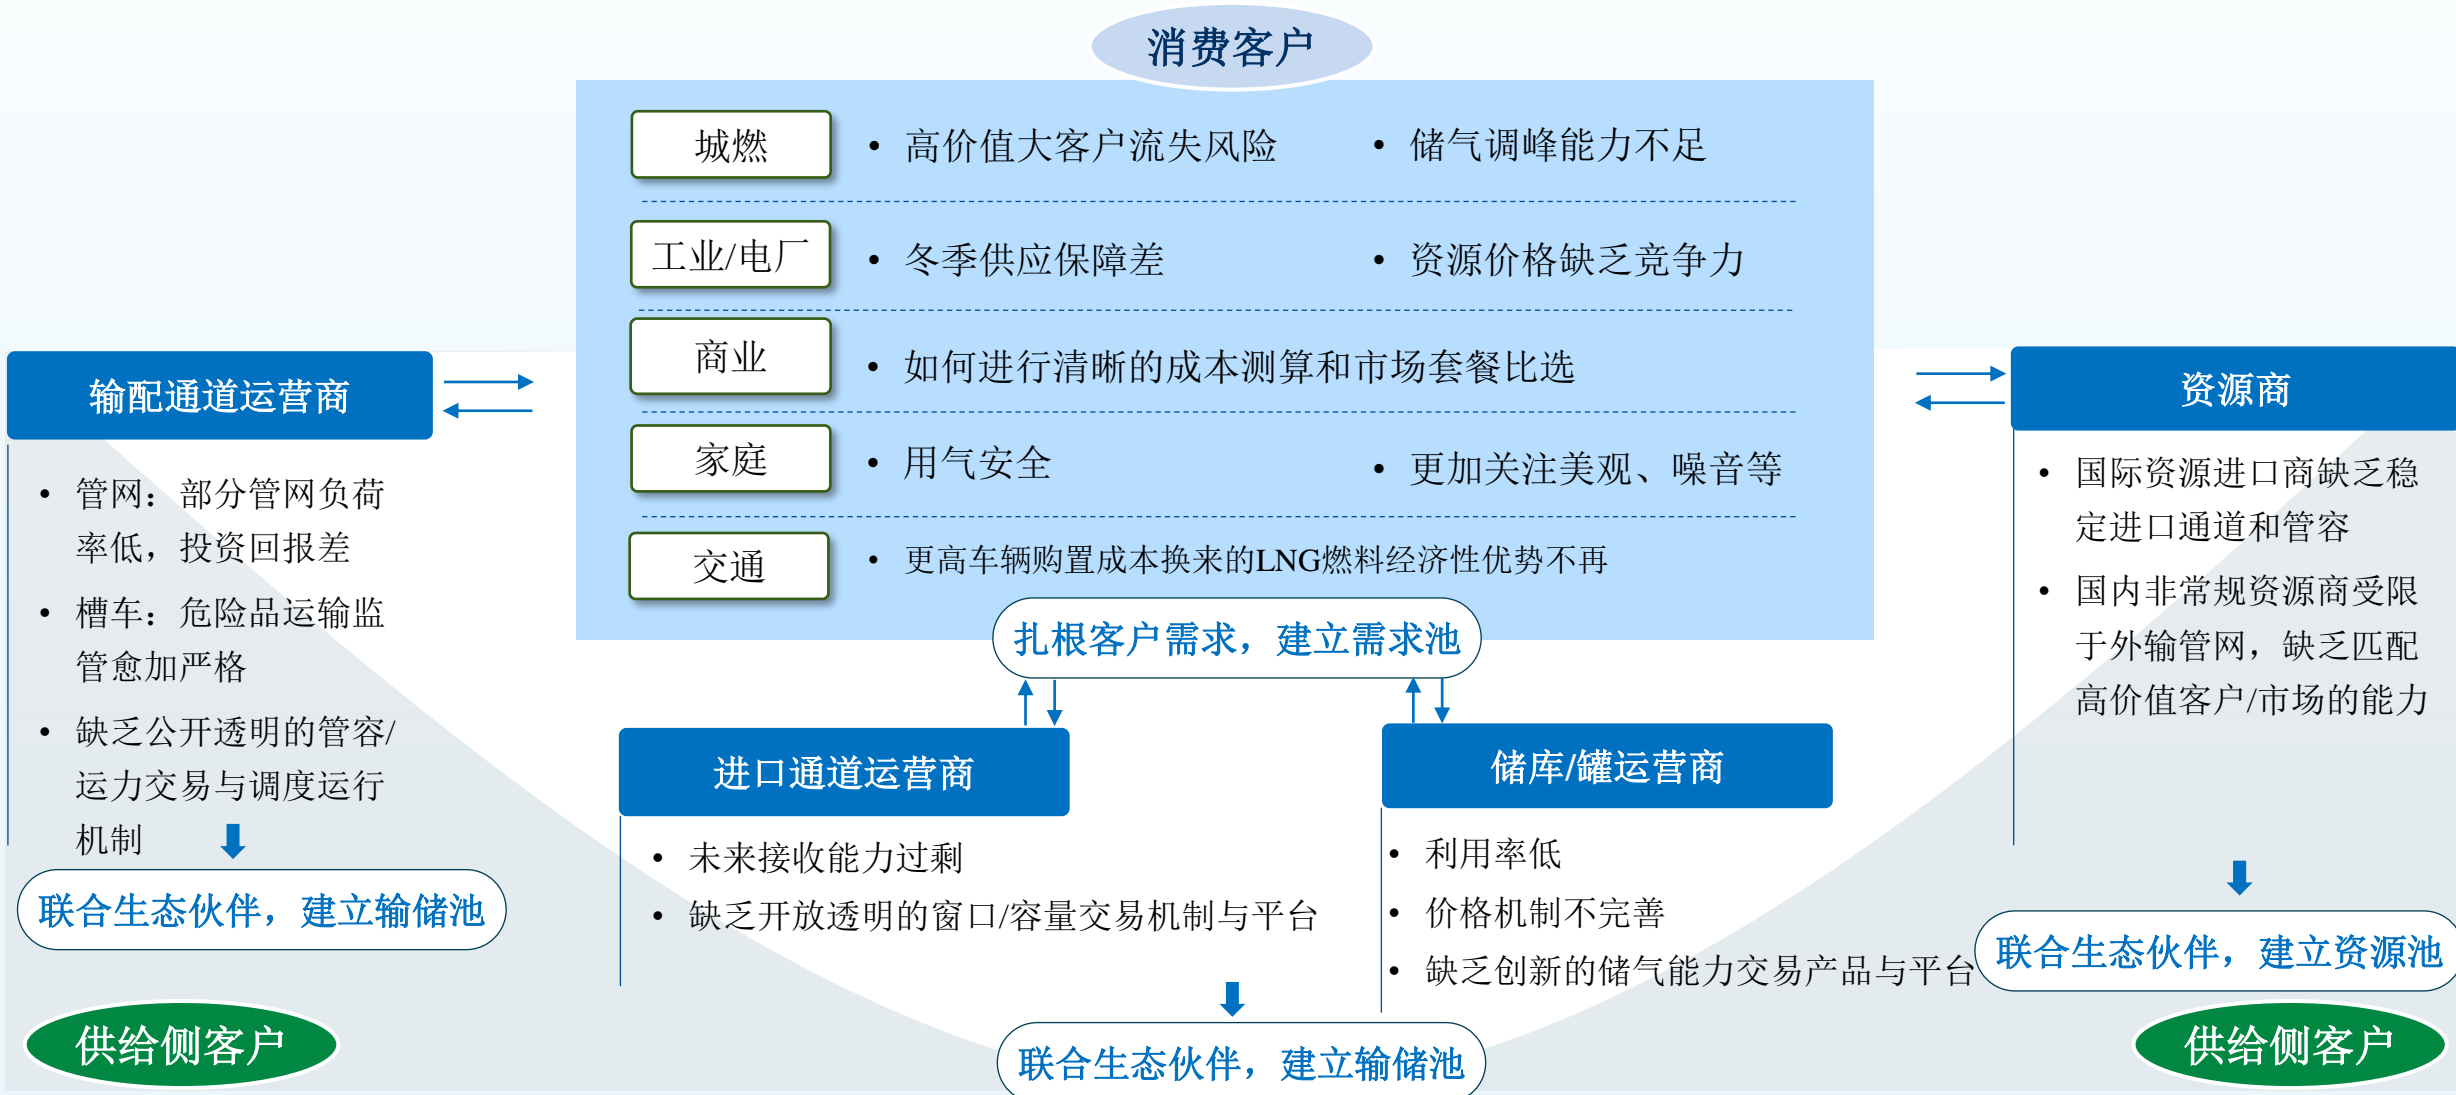 消费客户
城燃
• 高价值大客户流失风险
• 储气调峰能力不足
工业/电厂
• 冬季供应保障差
• 资源价格缺乏竞争力
商业
• 如何进行清晰的成本测算和市场套餐比选
家庭
• 用气安全
• 更加关注美观、噪音等
交通
• 更高车辆购置成本换来的LNG燃料经济性优势不再
扎根客户需求，建立需求池
输配通道运营商
• 管网：部分管网负荷
率低，投资回报差
• 槽车：危险品运输监
管愈加严格
• 缺乏公开透明的管容/
运力交易与调度运行
机制
联合生态伙伴，建立输储池
供给侧客户
进口通道运营商
• 未来接收能力过剩
• 缺乏开放透明的窗口/容量交易机制与平台
储库/罐运营商
• 利用率低
• 价格机制不完善
• 缺乏创新的储气能力交易产品与平台
联合生态伙伴，建立输储池
资源商
• 国际资源进口商缺乏稳
定进口通道和管容
• 国内非常规资源商受限
于外输管网，缺乏匹配
高价值客户/市场的能力
联合生态伙伴，建立资源池
供给侧客户